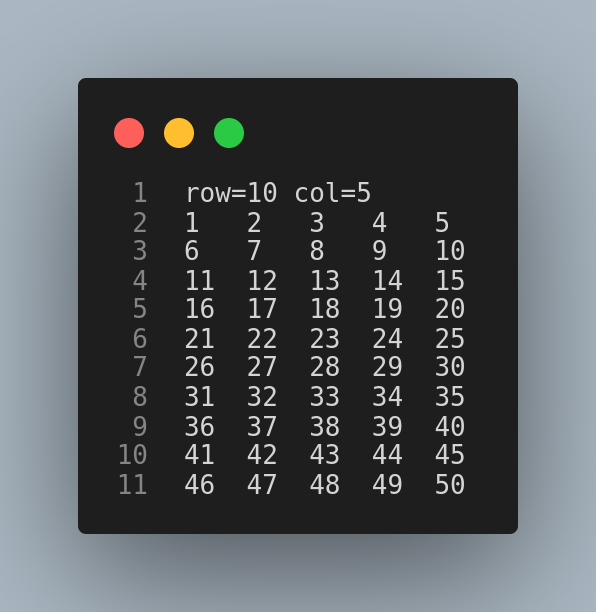 1 row=10 col=5
2 1 2 3 4 5
3 6 7 8 9 10
4 11 12 13 14 15
5 16 17 18 19 20
6 21 22 23 24 25
7 26 27 28 29 30
8 31 32 33 34 35
9 36 37 38 39 40
10 41 42 43 44 45
11 46 47 48 49 50